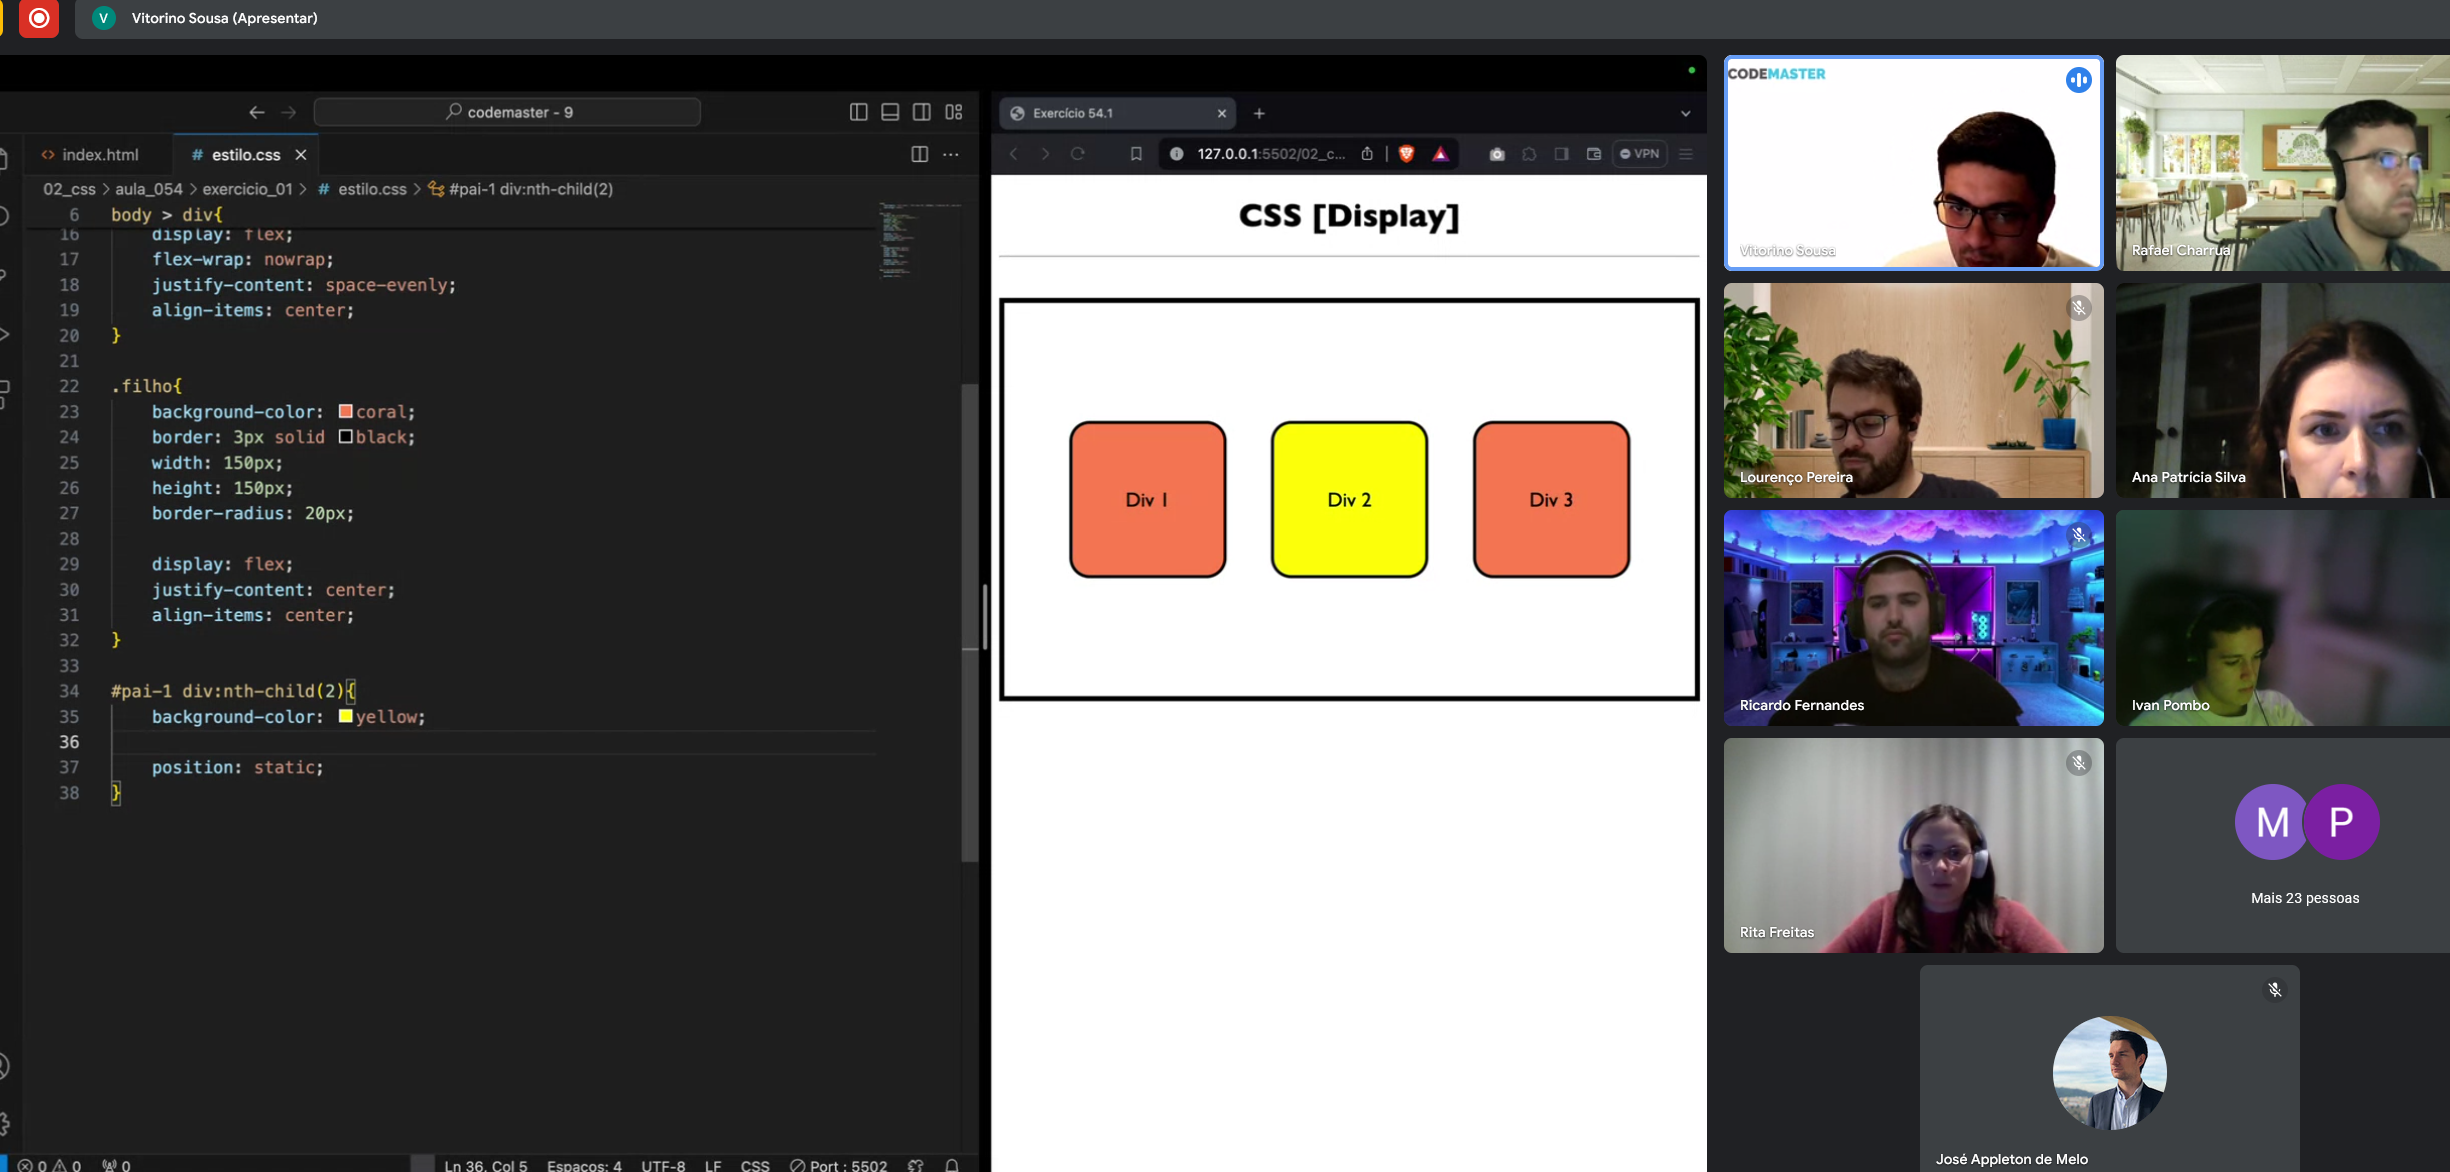 V Vitorino Sousa (Apresentar)
codemaster - 9
index.html
# estilo.css
02_css > aula_054 > exercicio_01 > # estilo.css > #pai-1 div:nth-child(2)
6 body > div{
16 display: flex;
17 flex-wrap: nowrap;
18 justify-content: space-evenly;
19 align-items: center;
20 }
21
22 .filho{
23 background-color: coral;
24 border: 3px solid black;
25 width: 150px;
26 height: 150px;
27 border-radius: 20px;
28
29 display: flex;
30 justify-content: center;
31 align-items: center;
32 }
33
34 #pai-1 div:nth-child(2){
35 background-color: yellow;
36
37 position: static;
38 }
0 0 0
Ln 36, Col 5 Espaços: 4 UTF-8 LF CSS Port : 5502
Exercício 54.1
127.0.0.1:5502/02_c...
VPN
CSS [Display]
Div 1
Div 2
Div 3
CODEMASTER
Vitorino Sousa
Rafael Charrua
Lourenço Pereira
Ana Patrícia Silva
Ricardo Fernandes
Ivan Pombo
Rita Freitas
M P
Mais 23 pessoas
José Appleton de Melo